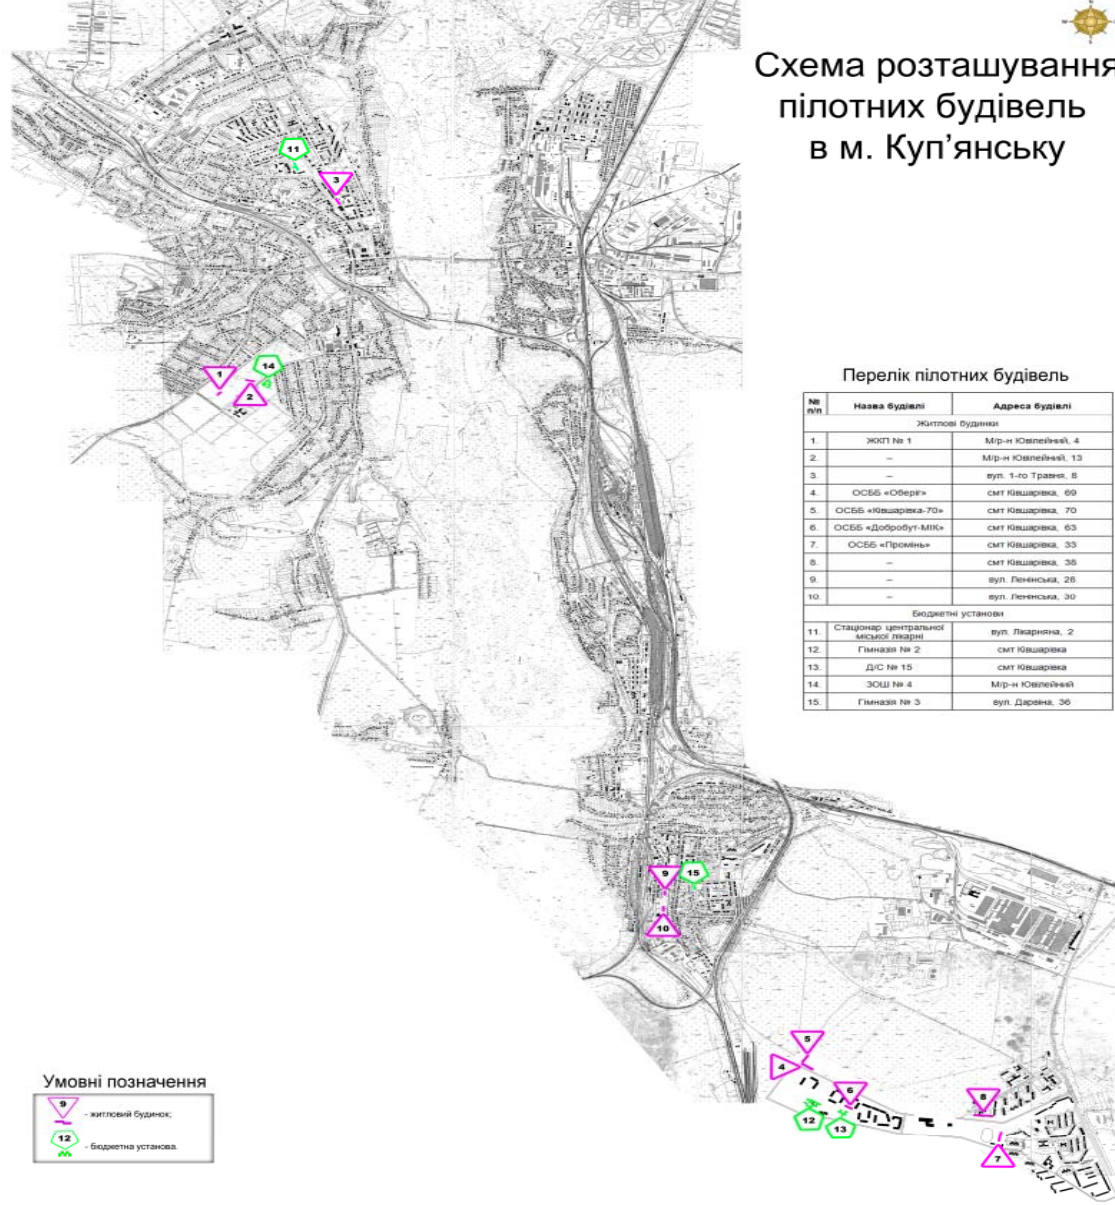 Схема розташування
пілотних будівель
в м. Куп’янську
11
3
1
14
2
Перелік пілотних будівель
№ п/п Назва будівлі Адреса будівлі
Житлові будинки
1. ЖКП № 1 М/р-н Ювілейний, 4
2. – М/р-н Ювілейний, 13
3. – вул. 1-го Травня, 8
4. ОСББ «Оберіг» смт Ківшарівка, 69
5. ОСББ «Ківшарівка-70» смт Ківшарівка, 70
6. ОСББ «Добробут-МІК» смт Ківшарівка, 63
7. ОСББ «Промінь» смт Ківшарівка, 33
8. – смт Ківшарівка, 38
9. – вул. Ленінська, 26
10. – вул. Ленінська, 30
Бюджетні установи
11. Стаціонар центральної міської лікарні вул. Лікарняна, 2
12. Гімназія № 2 смт Ківшарівка
13. Д/С № 15 смт Ківшарівка
14. ЗОШ № 4 М/р-н Ювілейний
15. Гімназія № 3 вул. Дарвіна, 36
9
15
10
5
4
6
8
12
13
7
Умовні позначення
9 - житловий будинок;
12 - бюджетна установа.